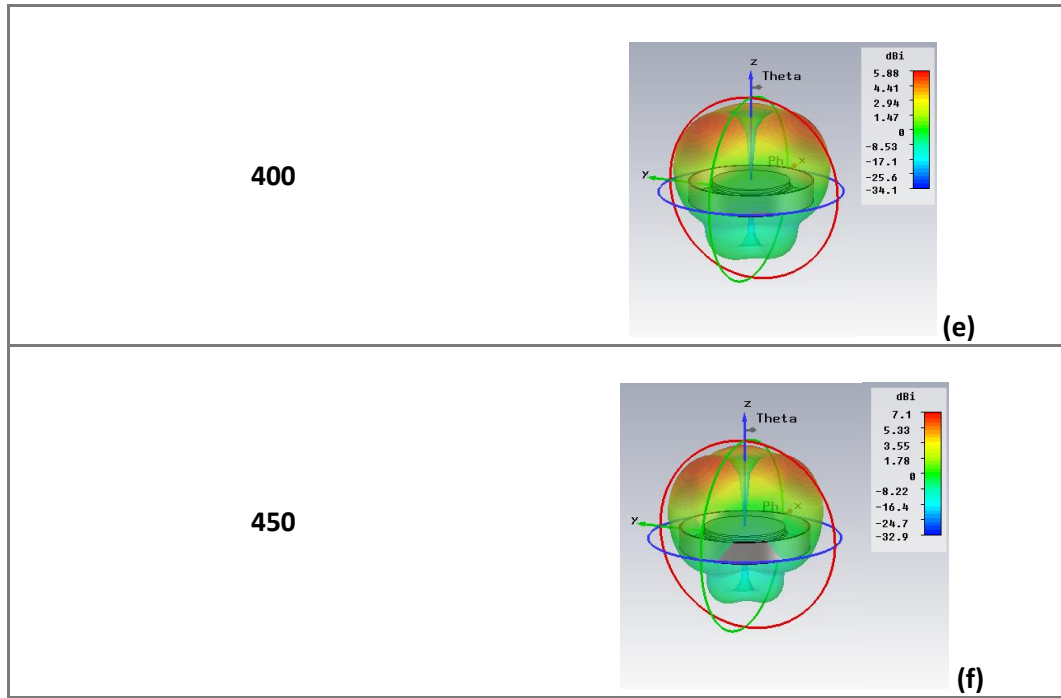 400
dBi
5.88
4.41
2.94
1.47
0
-8.53
-17.1
-25.6
-34.1
z
Theta
Ph
x
y
(e)
450
dBi
7.1
5.33
3.55
1.78
0
-8.22
-16.4
-24.7
-32.9
z
Theta
Ph
x
y
(f)